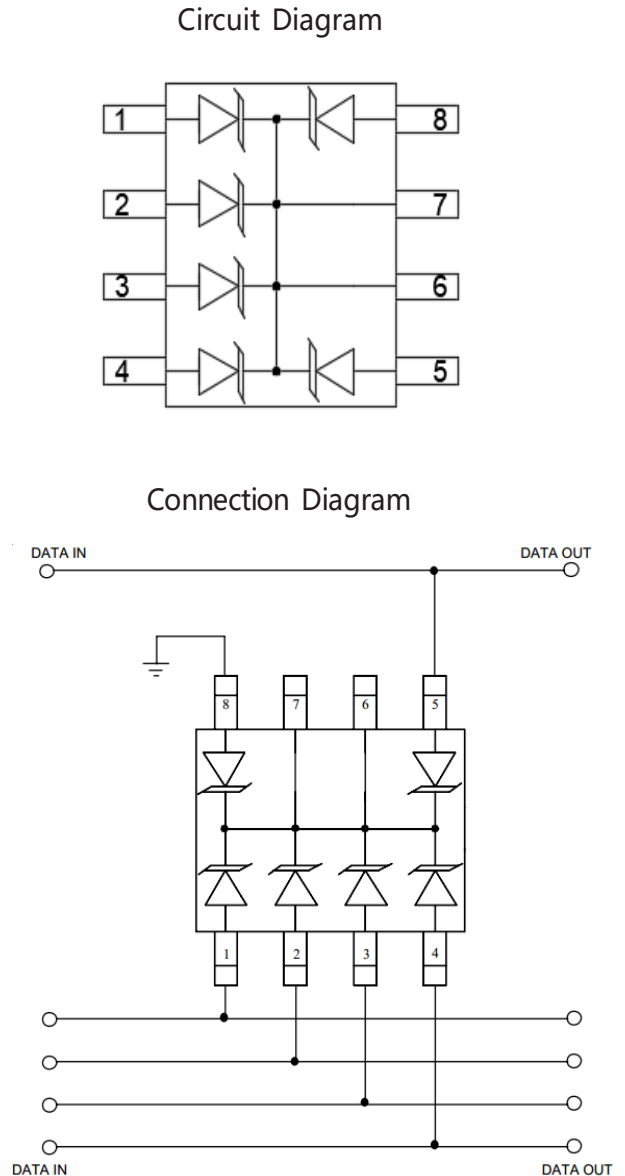 Circuit Diagram
1 8
2 7
3 6
4 5
Connection Diagram
DATA IN DATA OUT
8 7 6 5
1 2 3 4
DATA IN DATA OUT